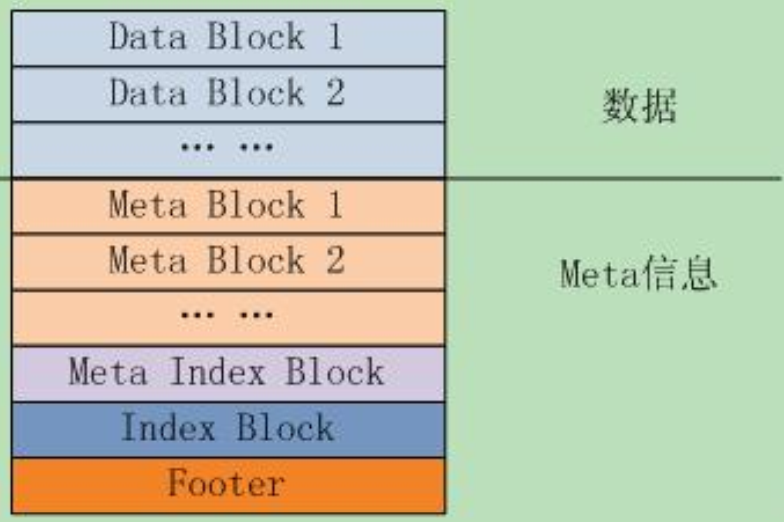 Data Block 1
Data Block 2
… …
数据
Meta Block 1
Meta Block 2
… …
Meta信息
Meta Index Block
Index Block
Footer